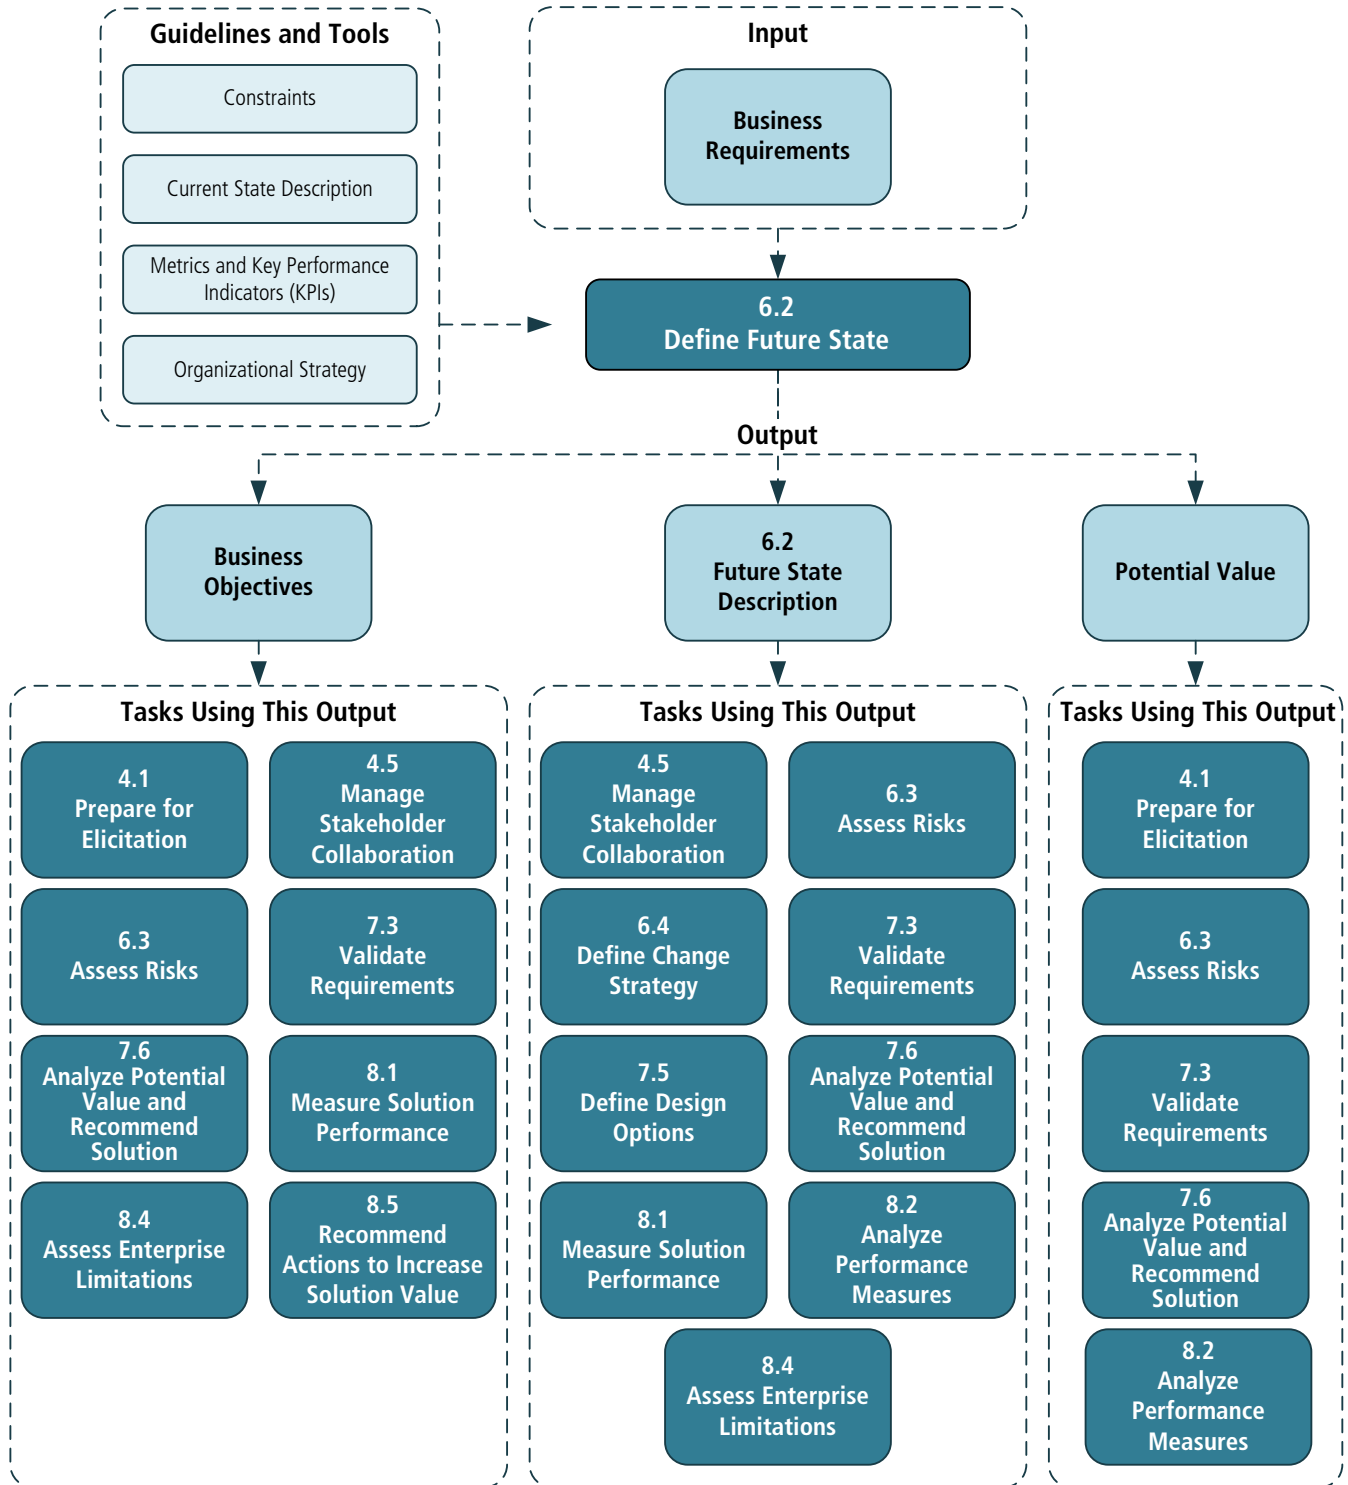 Guidelines and Tools
Constraints
Current State Description
Metrics and Key Performance
Indicators (KPIs)
Organizational Strategy
Input
Business
Requirements
6.2
Define Future State
Output
Business
Objectives
6.2
Future State
Description
Potential Value
Tasks Using This Output
4.1
Prepare for
Elicitation
4.5
Manage
Stakeholder
Collaboration
6.3
Assess Risks
7.3
Validate
Requirements
7.6
Analyze Potential
Value and
Recommend
Solution
8.1
Measure Solution
Performance
8.4
Assess Enterprise
Limitations
8.5
Recommend
Actions to Increase
Solution Value
Tasks Using This Output
4.5
Manage
Stakeholder
Collaboration
6.3
Assess Risks
6.4
Define Change
Strategy
7.3
Validate
Requirements
7.5
Define Design
Options
7.6
Analyze Potential
Value and
Recommend
Solution
8.1
Measure Solution
Performance
8.2
Analyze
Performance
Measures
8.4
Assess Enterprise
Limitations
Tasks Using This Output
4.1
Prepare for
Elicitation
6.3
Assess Risks
7.3
Validate
Requirements
7.6
Analyze Potential
Value and
Recommend
Solution
8.2
Analyze
Performance
Measures